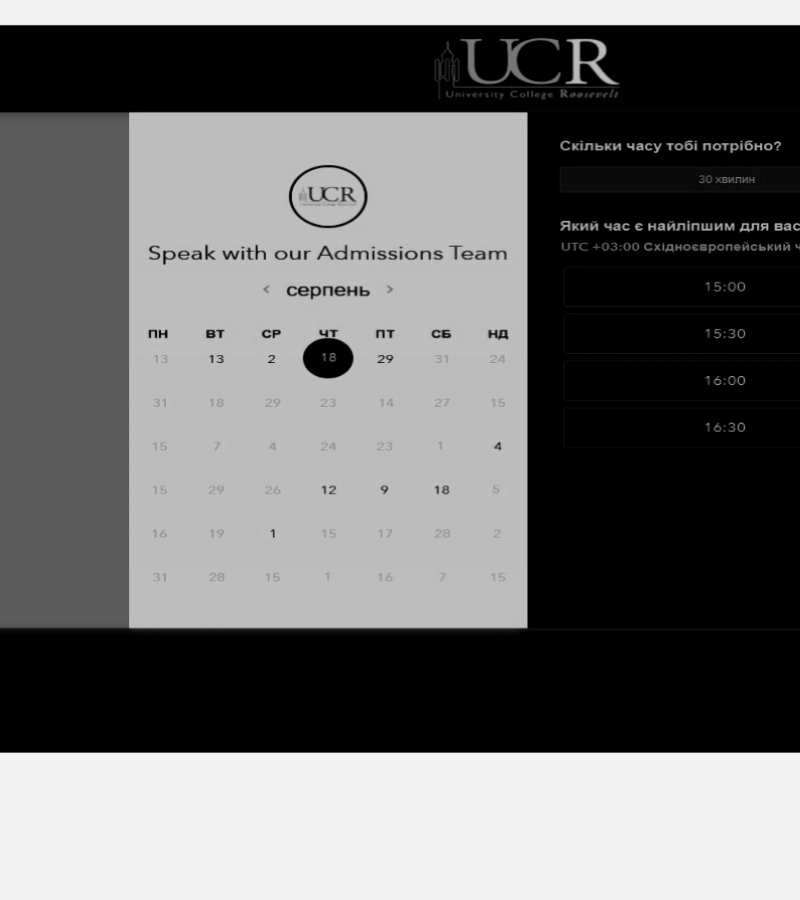 UCR
University College Roosevelt
UCR
Speak with our Admissions Team
< серпень >
ПН ВТ СР ЧТ ПТ СБ НД
13 13 2 18 29 31 24
31 18 29 23 14 27 15
15 7 4 24 23 1 4
15 29 26 12 9 18 5
16 19 1 15 17 28 2
31 28 15 1 16 7 15
Скільки часу тобі потрібно?
30 хвилин
Який час є найліпшим для вас
UTC +03:00 Східноєвропейський ч
15:00
15:30
16:00
16:30